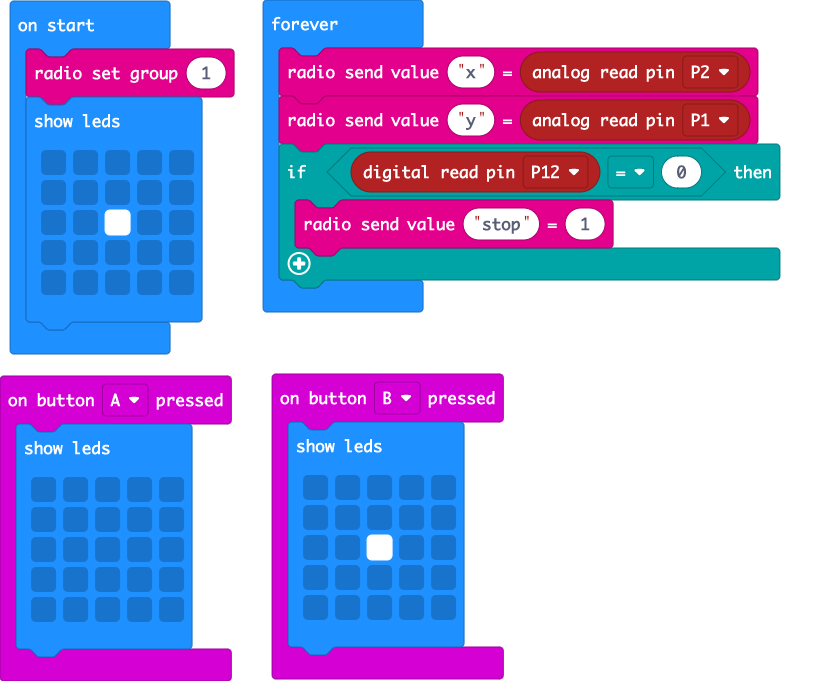 on start
radio set group 1
show leds
forever
radio send value "x" = analog read pin P2
radio send value "y" = analog read pin P1
if digital read pin P12 = 0 then
radio send value "stop" = 1
on button A pressed
show leds
on button B pressed
show leds